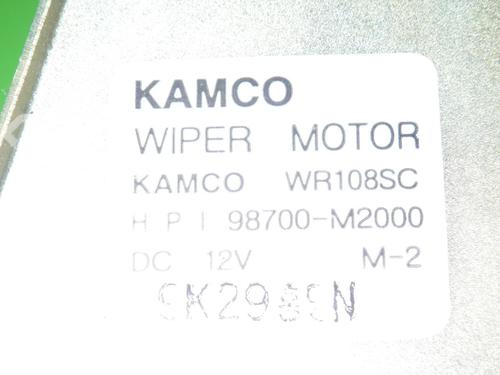 KAMCO
WIPER MOTOR
KAMCO WR108SC
H P I 98700-M2000
DC 12V M-2